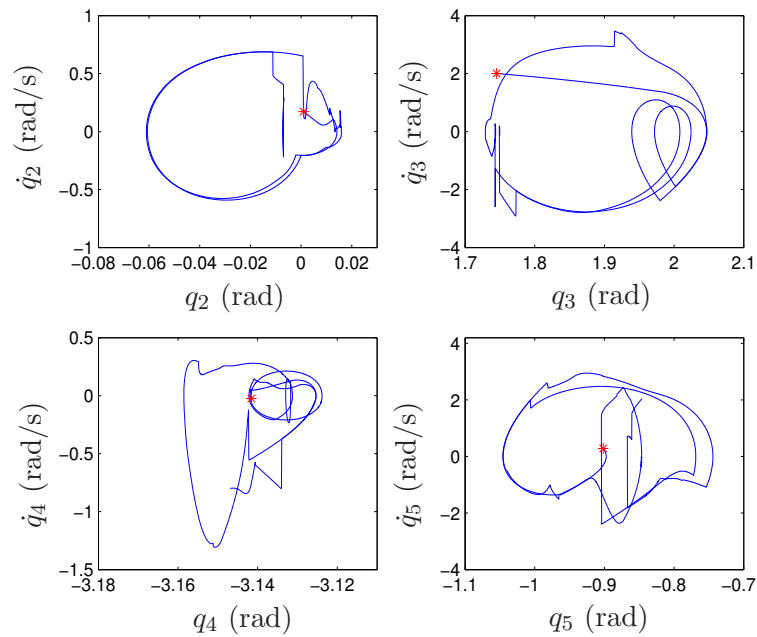 1
0.5
0
−0.5
−1
−0.08 −0.06 −0.04 −0.02 0 0.02
q̇2 (rad/s)
q2 (rad)
4
2
0
−2
−4
1.7 1.8 1.9 2 2.1
q̇3 (rad/s)
q3 (rad)
0.5
0
−0.5
−1
−1.5
−3.18 −3.16 −3.14 −3.12
q̇4 (rad/s)
q4 (rad)
4
2
0
−2
−4
−1.1 −1 −0.9 −0.8 −0.7
q̇5 (rad/s)
q5 (rad)